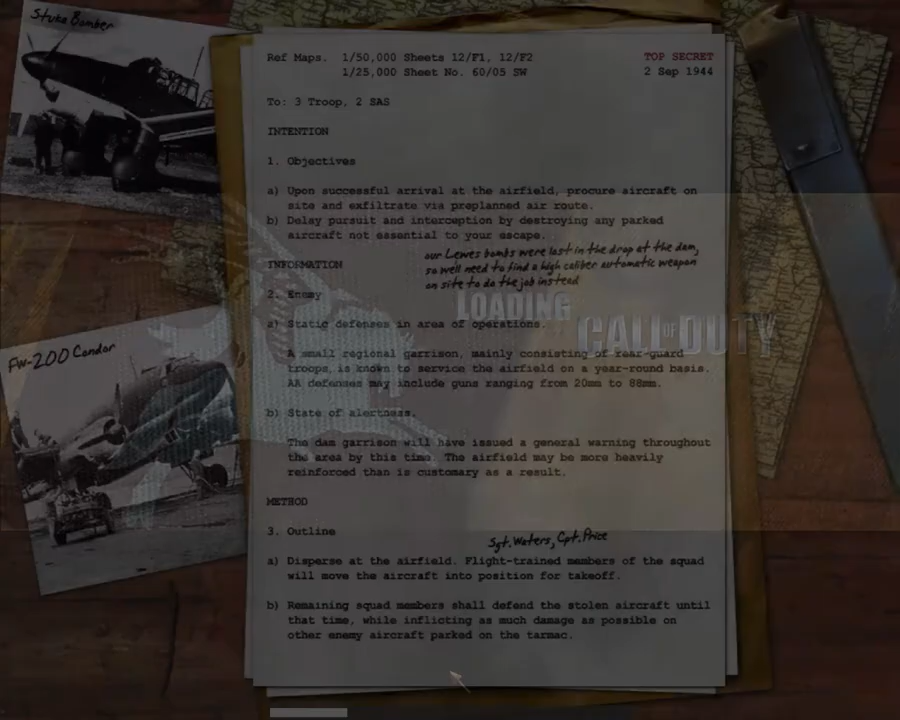 Stuka Bomber
Ref Maps. 1/50,000 Sheets 12/F1, 12/F2
1/25,000 Sheet No. 60/05 SW
TOP SECRET
2 Sep 1944
To: 3 Troop, 2 SAS
INTENTION
1. Objectives
a) Upon successful arrival at the airfield, procure aircraft on
site and exfiltrate via preplanned air route.
b) Delay pursuit and interception by destroying any parked
aircraft not essential to your escape.
our Lewes bombs were lost in the drop at the dam,
so well need to find a high caliber automatic weapon
on site to do the job instead
INFORMATION
2. Enemy
LOADING
CALL OF DUTY
a) Static defenses in area of operations.
FW-200 Condor
A small regional garrison, mainly consisting of rear-guard
troops, is known to service the airfield on a year-round basis.
AA defenses may include guns ranging from 20mm to 88mm.
b) State of alertness.
The dam garrison will have issued a general warning throughout
the area by this time. The airfield may be more heavily
reinforced than is customary as a result.
METHOD
3. Outline
Sgt. Waters, Cpt. Price
a) Disperse at the airfield. Flight-trained members of the squad
will move the aircraft into position for takeoff.
b) Remaining squad members shall defend the stolen aircraft until
that time, while inflicting as much damage as possible on
other enemy aircraft parked on the tarmac.